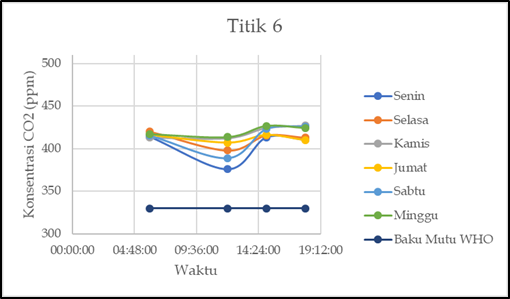 Titik 6
Konsentrasi CO2 (ppm)
500
450
400
350
300
00:00:00 04:48:00 09:36:00 14:24:00 19:12:00
Waktu
Senin
Selasa
Kamis
Jumat
Sabtu
Minggu
Baku Mutu WHO